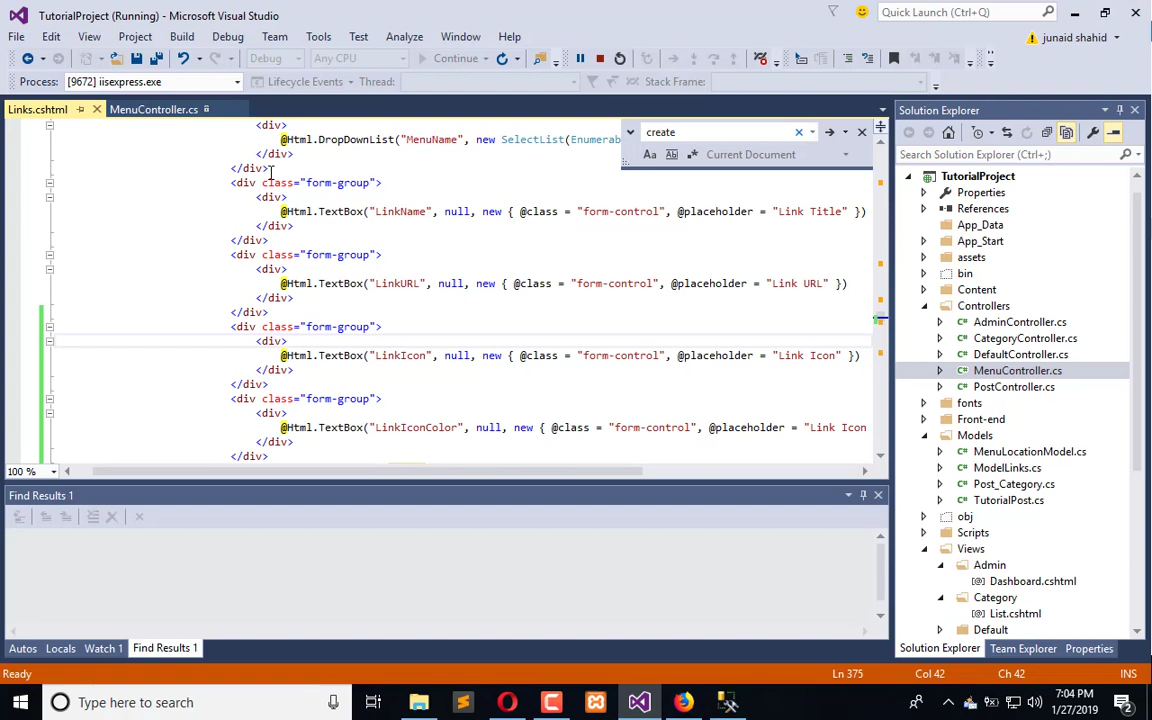 TutorialProject (Running) - Microsoft Visual Studio
Quick Launch (Ctrl+Q)
File Edit View Project Build Debug Team Tools Test Analyze Window Help
junaid shahid
Debug Any CPU Continue
Process: [9672] iisexpress.exe Lifecycle Events Thread: Stack Frame:
Links.cshtml MenuController.cs
<div>
@Html.DropDownList("MenuName", new SelectList(Enumerab
</div>
</div>
<div class="form-group">
<div>
@Html.TextBox("LinkName", null, new { @class = "form-control", @placeholder = "Link Title" })
</div>
</div>
<div class="form-group">
<div>
@Html.TextBox("LinkURL", null, new { @class = "form-control", @placeholder = "Link URL" })
</div>
</div>
<div class="form-group">
<div>
@Html.TextBox("LinkIcon", null, new { @class = "form-control", @placeholder = "Link Icon" })
</div>
</div>
<div class="form-group">
<div>
@Html.TextBox("LinkIconColor", null, new { @class = "form-control", @placeholder = "Link Icon
</div>
</div>
create
Aa Ab Current Document
100 %
Find Results 1
Autos Locals Watch 1 Find Results 1
Solution Explorer
Search Solution Explorer (Ctrl+;)
TutorialProject
Properties
References
App_Data
App_Start
assets
bin
Content
Controllers
C# AdminController.cs
C# CategoryController.cs
C# DefaultController.cs
C# MenuController.cs
C# PostController.cs
fonts
Front-end
Models
C# MenuLocationModel.cs
C# ModelLinks.cs
C# Post_Category.cs
C# TutorialPost.cs
obj
Scripts
Views
Admin
[@] Dashboard.cshtml
Category
[@] List.cshtml
Default
Solution Explorer Team Explorer Properties
Ready Ln 375 Col 42 Ch 42 INS
Type here to search
7:04 PM
1/27/2019
2